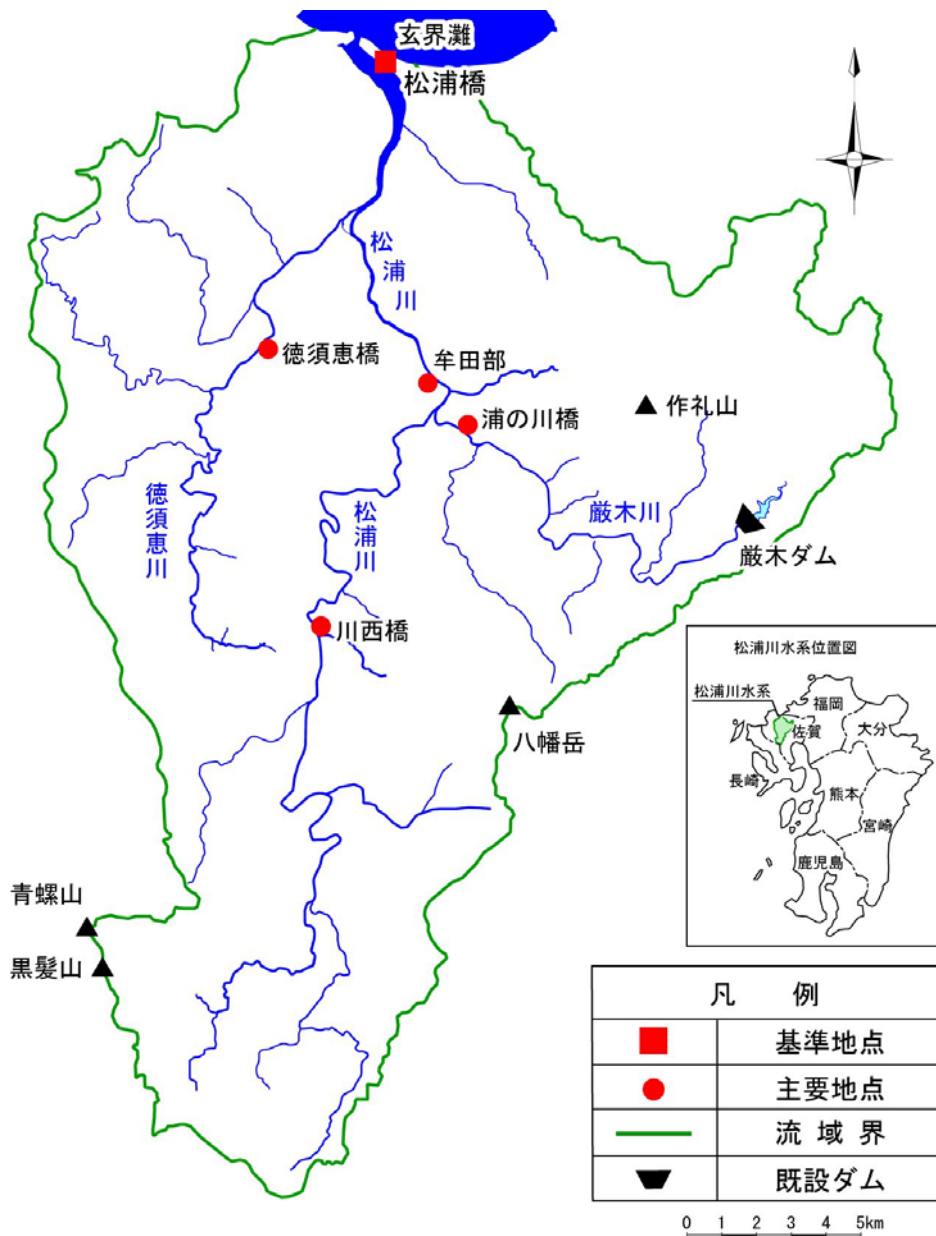 玄界灘
松浦橋
松浦川
徳須恵橋
牟田部
浦の川橋
作礼山
徳須恵川
松浦川
厳木川
厳木ダム
川西橋
八幡岳
青螺山
黒髪山
松浦川水系位置図
松浦川水系
福岡
佐賀
大分
長崎
熊本
宮崎
鹿児島
凡 例
基準地点
主要地点
流域界
既設ダム
0 1 2 3 4 5km